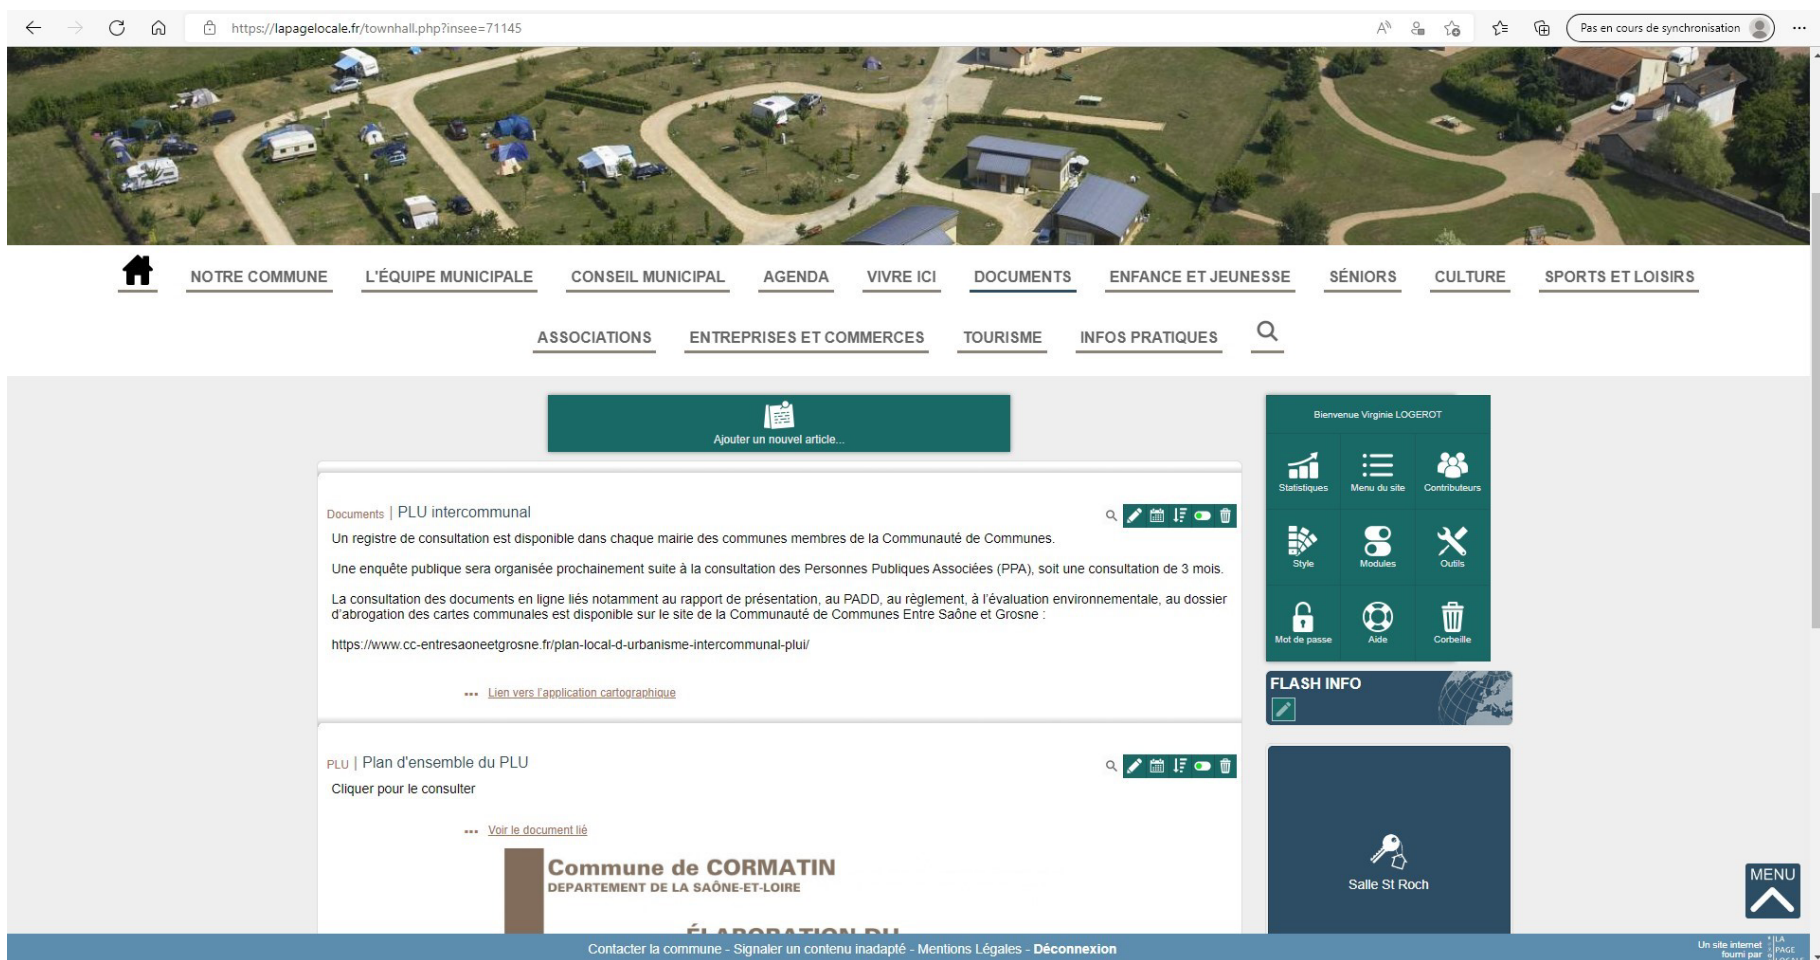 https://lapagelocale.fr/townhall.php?insee=71145
Pas en cours de synchronisation
NOTRE COMMUNE L'ÉQUIPE MUNICIPALE CONSEIL MUNICIPAL AGENDA VIVRE ICI DOCUMENTS ENFANCE ET JEUNESSE SÉNIORS CULTURE SPORTS ET LOISIRS
ASSOCIATIONS ENTREPRISES ET COMMERCES TOURISME INFOS PRATIQUES
Ajouter un nouvel article...
Documents | PLU intercommunal
Un registre de consultation est disponible dans chaque mairie des communes membres de la Communauté de Communes.
Une enquête publique sera organisée prochainement suite à la consultation des Personnes Publiques Associées (PPA), soit une consultation de 3 mois.
La consultation des documents en ligne liés notamment au rapport de présentation, au PADD, au règlement, à l'évaluation environnementale, au dossier
d'abrogation des cartes communales est disponible sur le site de la Communauté de Communes Entre Saône et Grosne :
https://www.cc-entresaoneetgrosne.fr/plan-local-d-urbanisme-intercommunal-plui/
Lien vers l'application cartographique
PLU | Plan d'ensemble du PLU
Cliquer pour le consulter
Voir le document lié
Commune de CORMATIN
DEPARTEMENT DE LA SAÔNE-ET-LOIRE
ÉLABORATION DU
Bienvenue Virginie LOGEROT
Statistiques Menu du site Contributeurs
Style Modules Outils
Mot de passe Aide Corbeille
FLASH INFO
Salle St Roch
MENU
Contacter la commune - Signaler un contenu inadapté - Mentions Légales - Déconnexion
Un site internet
fourni par
LA
PAGE
LOCALE